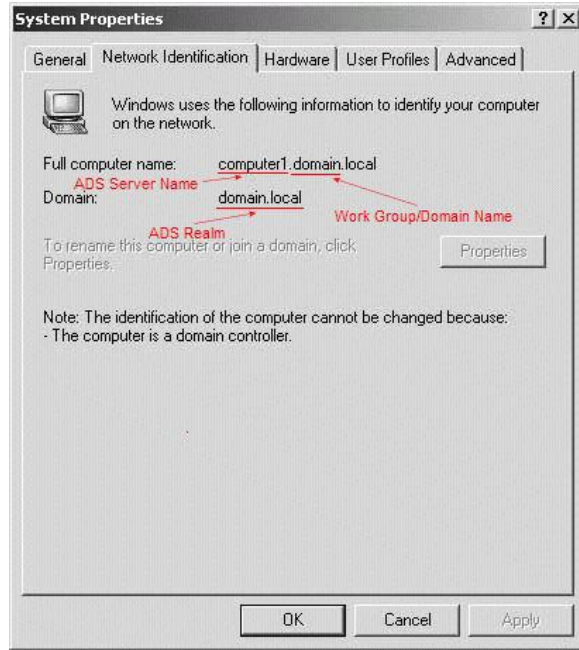 System Properties ? ×
General Network Identification Hardware User Profiles Advanced
Windows uses the following information to identify your computer
on the network.
Full computer name: computer1.domain.local
ADS Server Name
Domain: domain.local
Work Group/Domain Name
ADS Realm
To rename this computer or join a domain, click
Properties.
Properties
Note: The identification of the computer cannot be changed because:
- The computer is a domain controller.
OK Cancel Apply